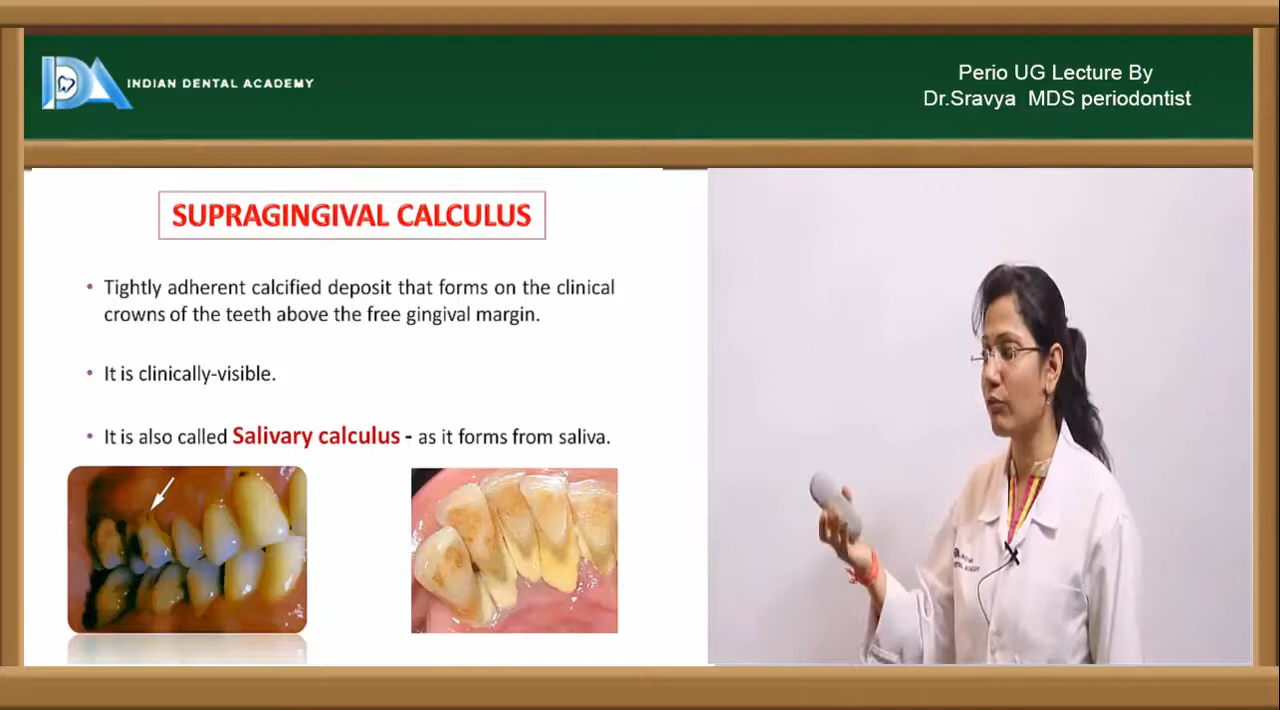 IDA
INDIAN DENTAL ACADEMY
Perio UG Lecture By
Dr.Sravya MDS periodontist
SUPRAGINGIVAL CALCULUS
• Tightly adherent calcified deposit that forms on the clinical
crowns of the teeth above the free gingival margin.
• It is clinically-visible.
• It is also called Salivary calculus - as it forms from saliva.